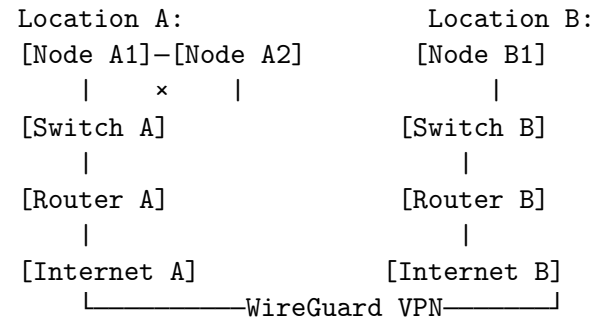 Location A: Location B:
[Node A1]—[Node A2] [Node B1]
| × | |
[Switch A] [Switch B]
| |
[Router A] [Router B]
| |
[Internet A] [Internet B]
└──────────WireGuard VPN───────┘